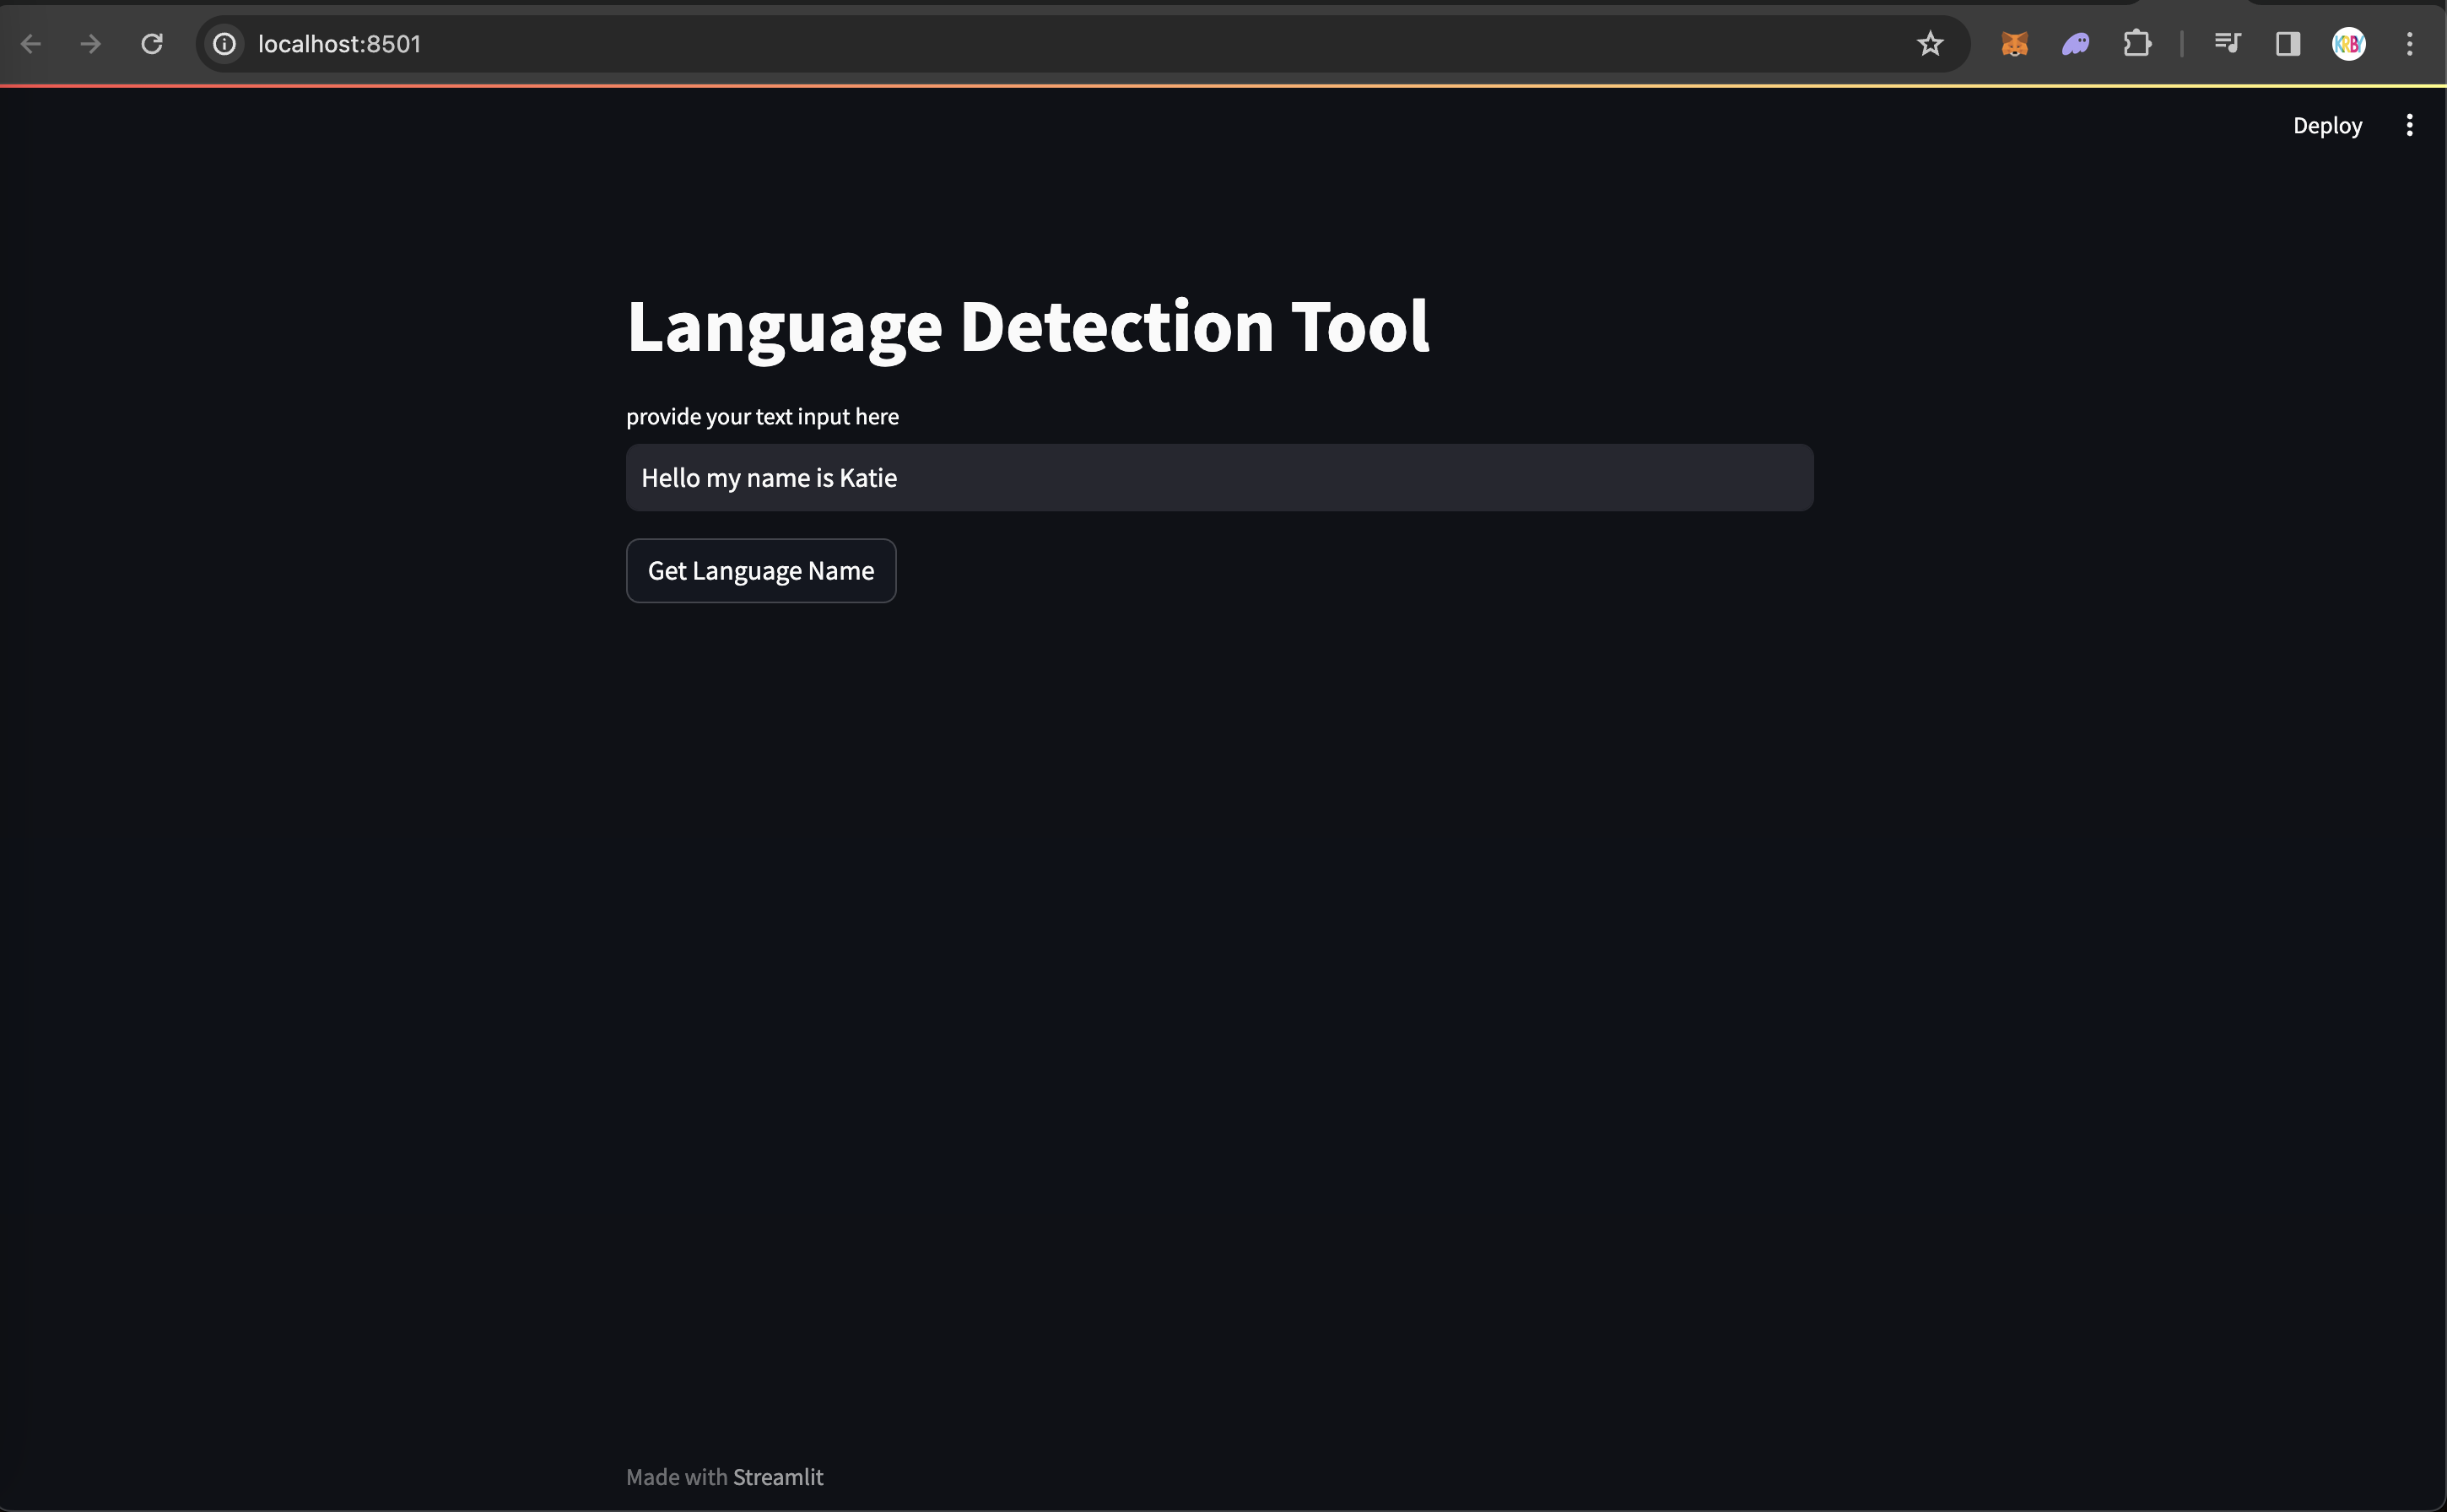 localhost:8501
KRBY
Deploy
Language Detection Tool
provide your text input here
Hello my name is Katie
Get Language Name
Made with Streamlit